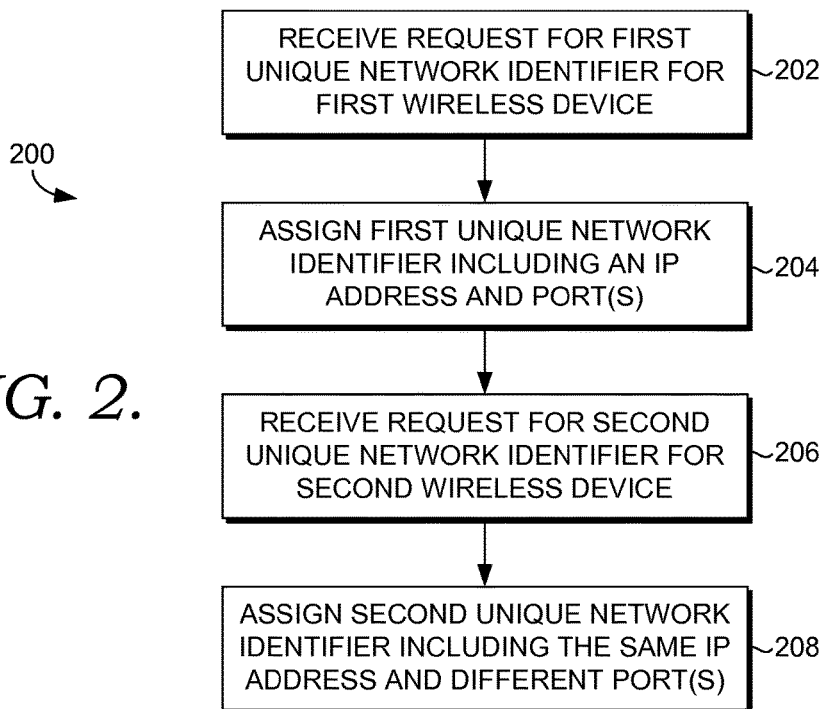 RECEIVE REQUEST FOR FIRST
UNIQUE NETWORK IDENTIFIER FOR
FIRST WIRELESS DEVICE
202
200
ASSIGN FIRST UNIQUE NETWORK
IDENTIFIER INCLUDING AN IP
ADDRESS AND PORT(S)
204
G. 2.
RECEIVE REQUEST FOR SECOND
UNIQUE NETWORK IDENTIFIER FOR
SECOND WIRELESS DEVICE
206
ASSIGN SECOND UNIQUE NETWORK
IDENTIFIER INCLUDING THE SAME IP
ADDRESS AND DIFFERENT PORT(S)
208